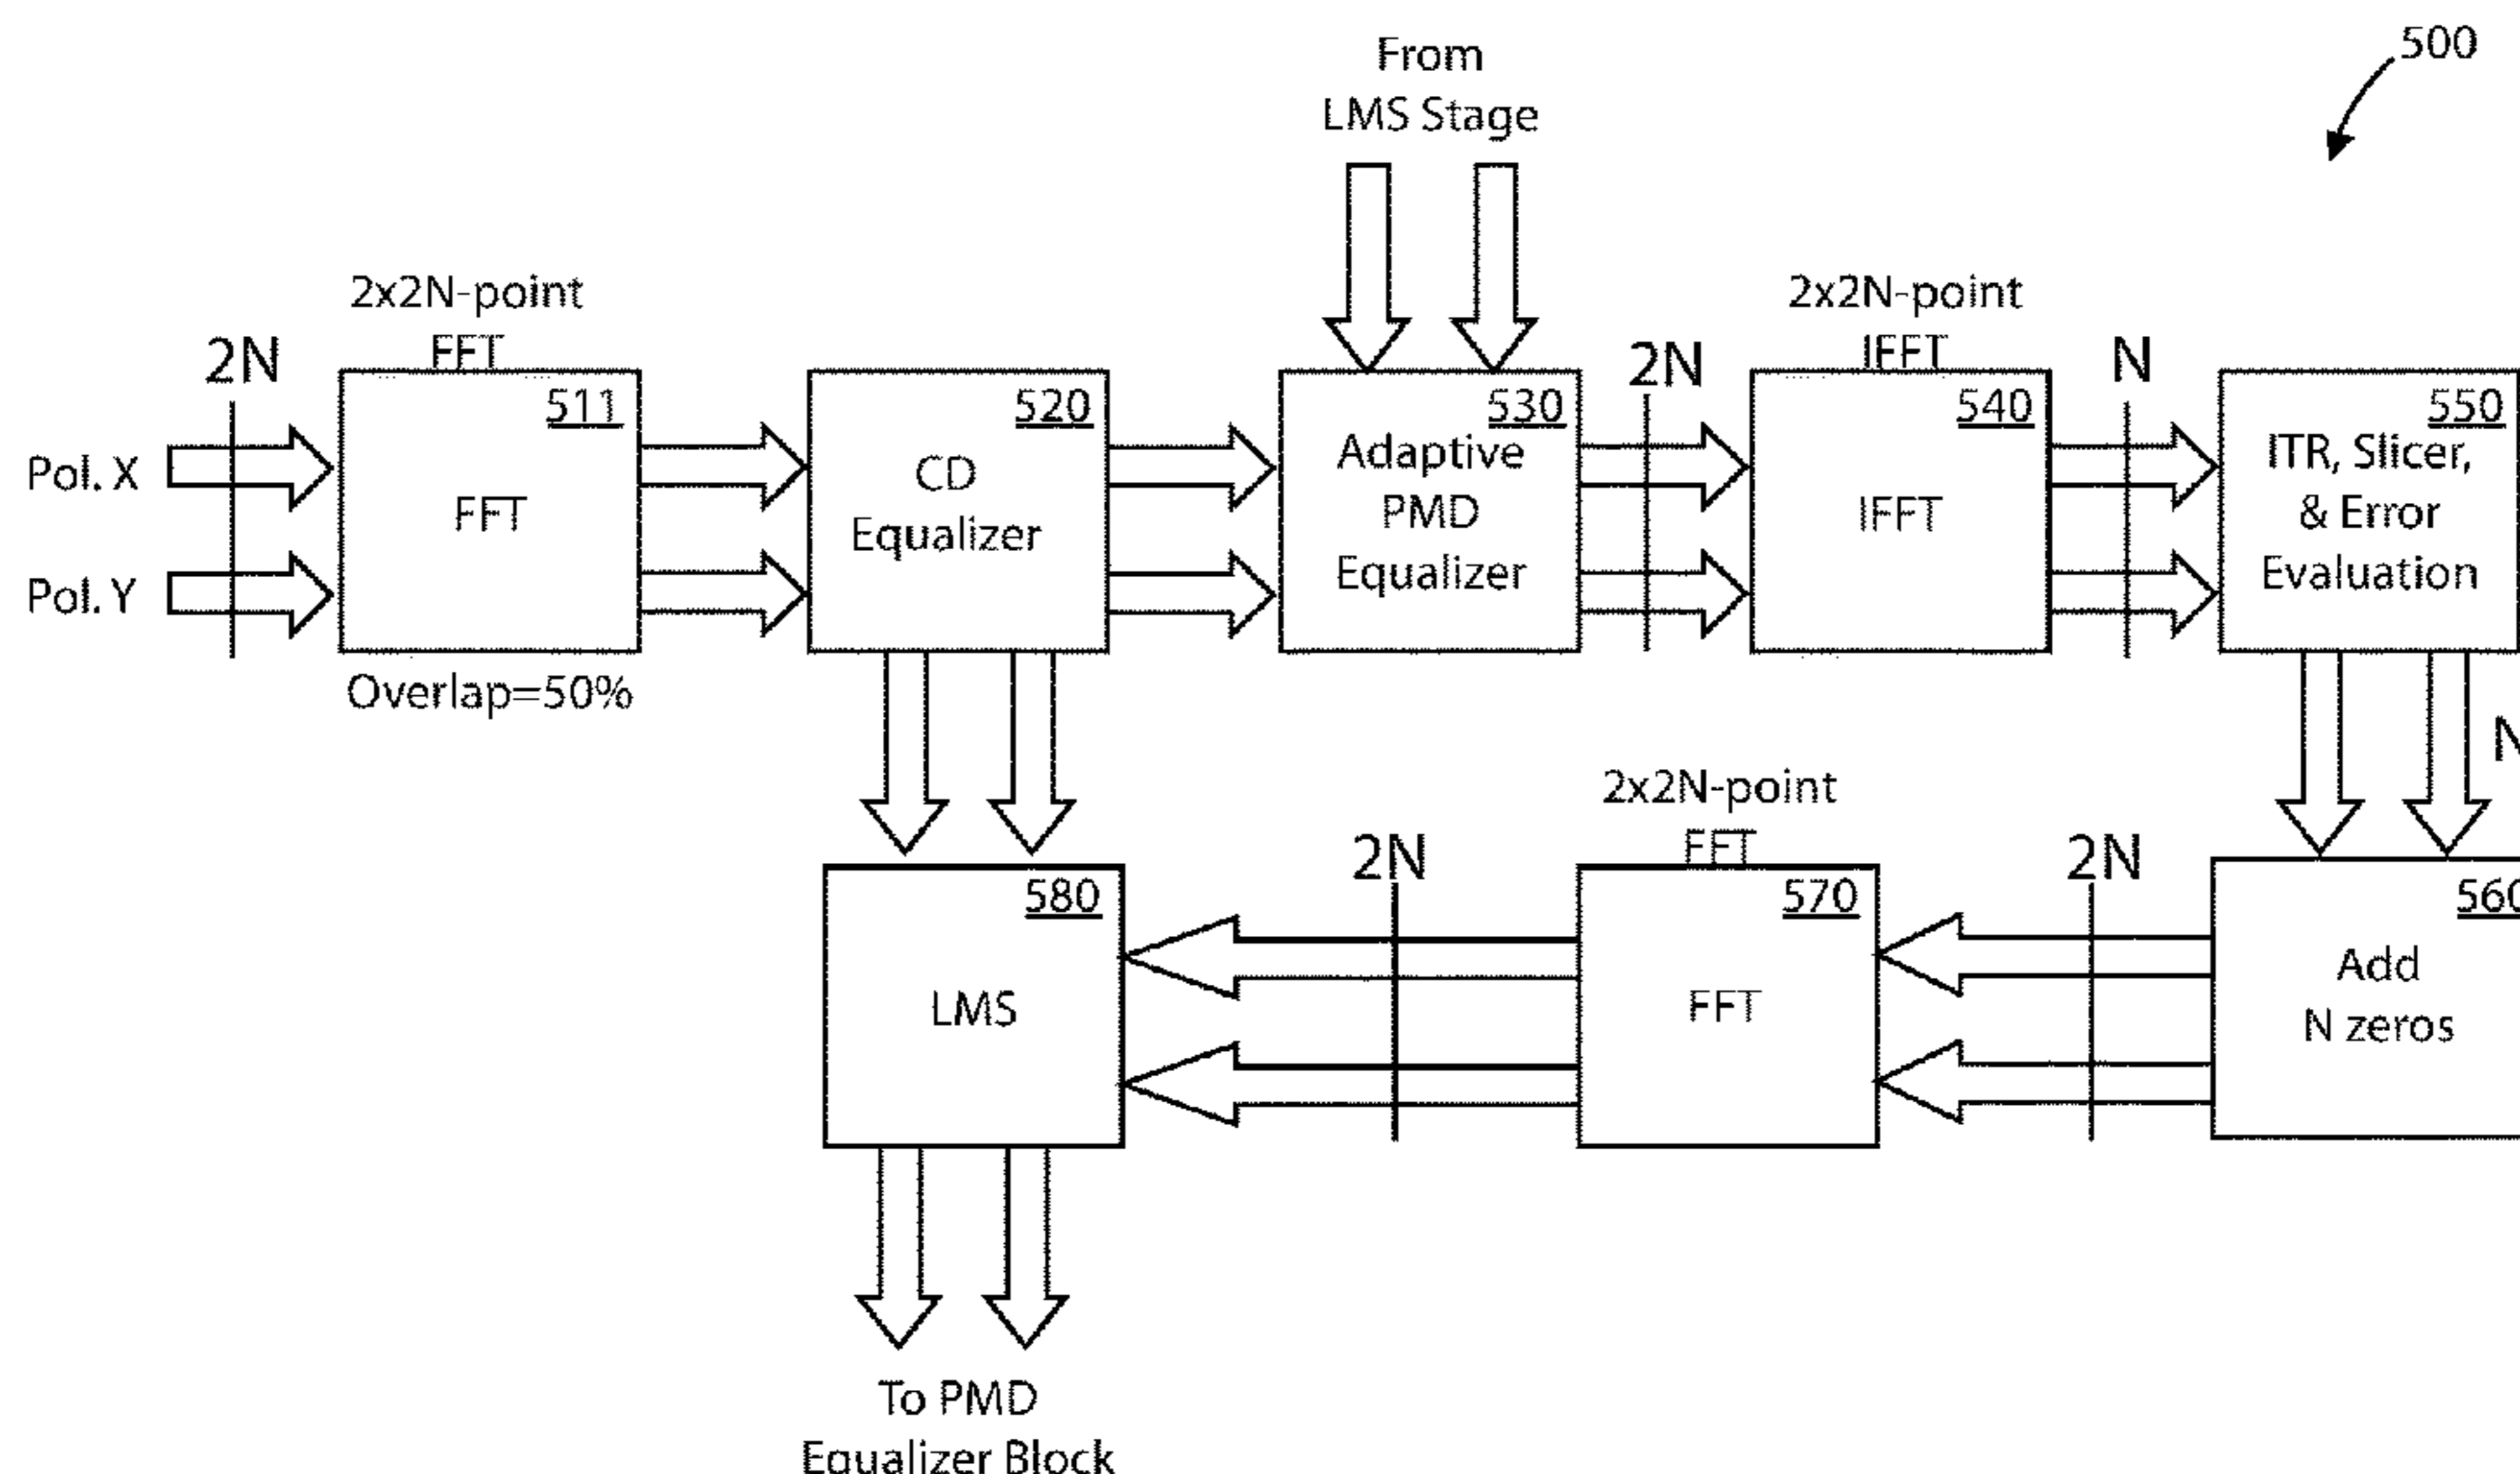 500
From
LMS Stage
2x2N-point
FFT
2x2N-point
IFFT
2N
2N
N
511
520
530
540
550
Pol. X
Pol. Y
FFT
CD
Equalizer
Adaptive
PMD
Equalizer
IFFT
ITR, Slicer,
& Error
Evaluation
Overlap=50%
N
2x2N-point
FFT
2N
2N
580
570
560
LMS
FFT
Add
N zeros
To PMD
Equalizer Block